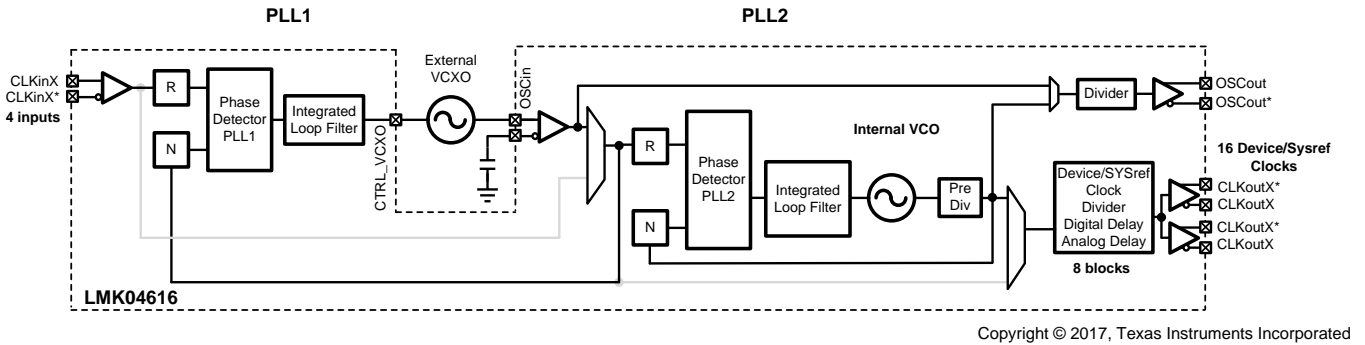 PLL1
PLL2
CLKinX
CLKinX*
4 inputs
R
N
Phase
Detector
PLL1
Integrated
Loop Filter
CTRL_VCXO
External
VCXO
OSCin
R
N
Phase
Detector
PLL2
Integrated
Loop Filter
Internal VCO
Pre
Div
Divider
OSCout
OSCout*
16 Device/Sysref
Clocks
Device/SYSref
Clock
Divider
Digital Delay
Analog Delay
8 blocks
CLKoutX*
CLKoutX
CLKoutX*
CLKoutX
LMK04616
Copyright © 2017, Texas Instruments Incorporated